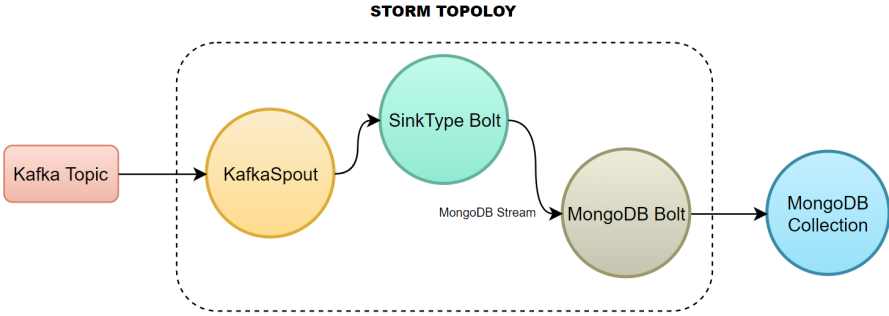 STORM TOPOLOY
Kafka Topic
KafkaSpout
SinkType Bolt
MongoDB Stream
MongoDB Bolt
MongoDB
Collection